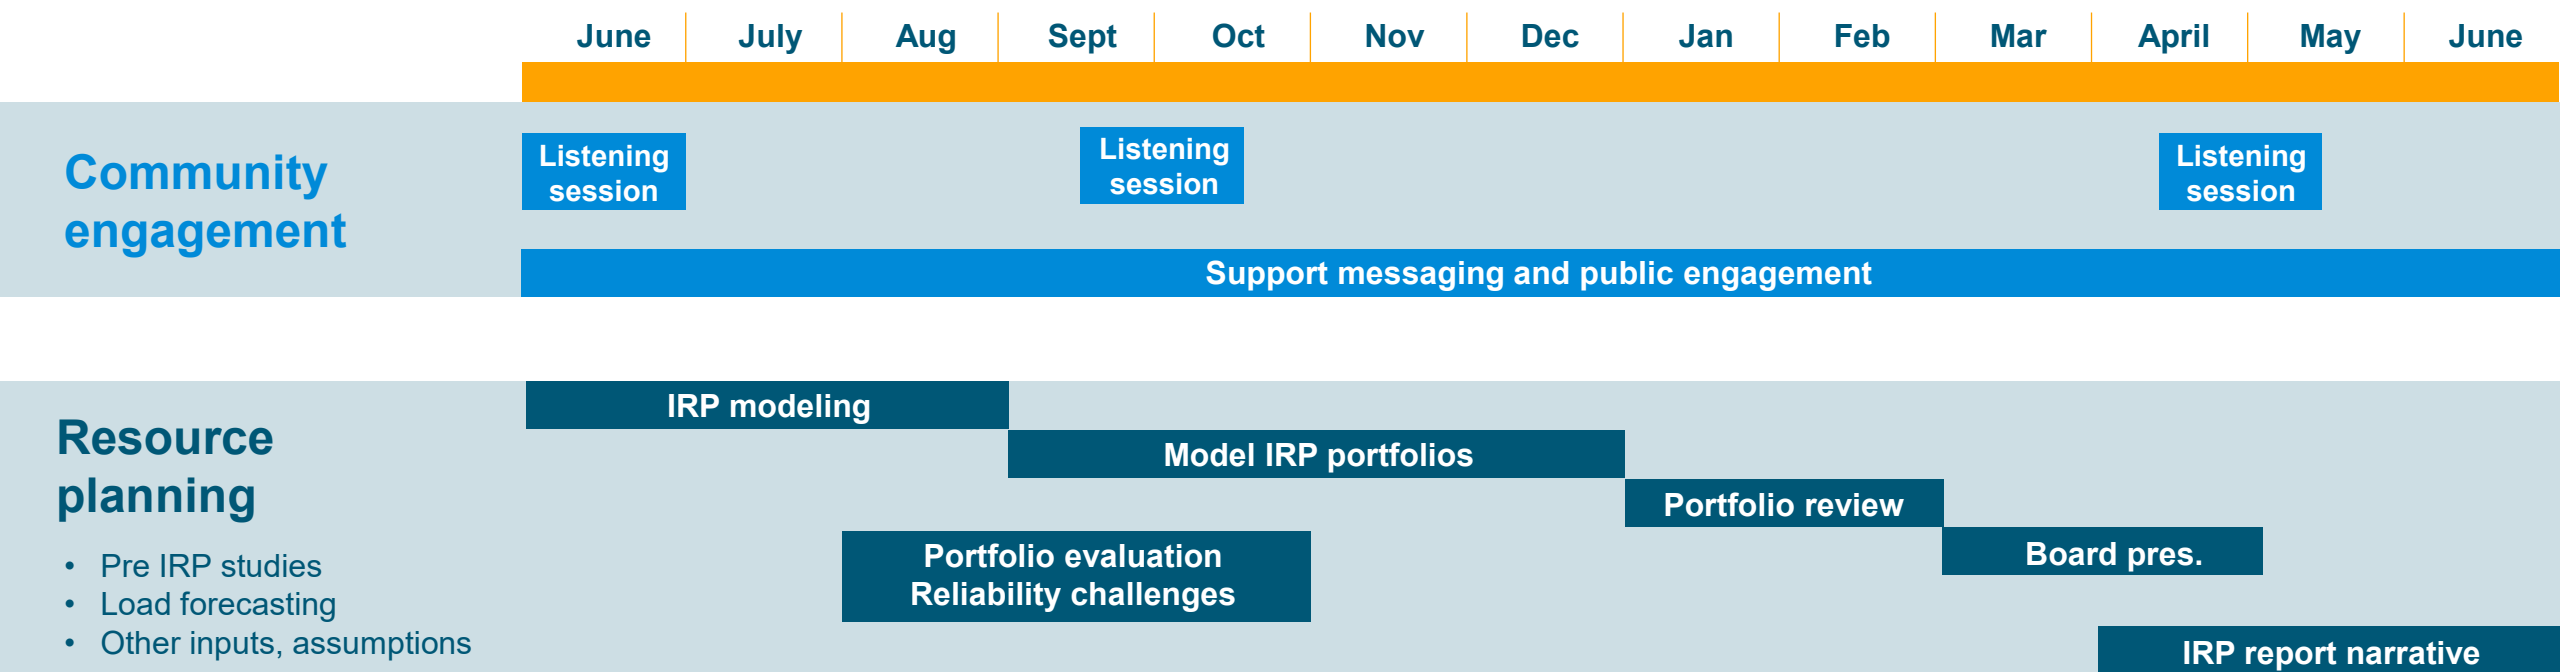 June July Aug Sept Oct Nov Dec Jan Feb Mar April May June
Community
engagement
Listening
session
Listening
session
Listening
session
Support messaging and public engagement
Resource
planning
• Pre IRP studies
• Load forecasting
• Other inputs, assumptions
IRP modeling
Model IRP portfolios
Portfolio review
Portfolio evaluation
Reliability challenges
Board pres.
IRP report narrative